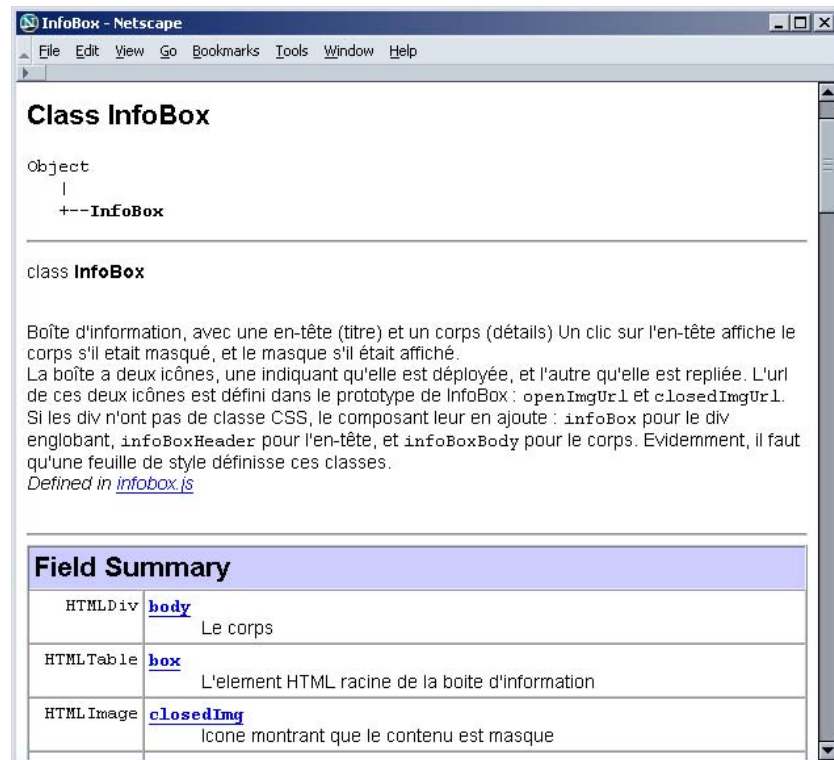 InfoBox - Netscape
File Edit View Go Bookmarks Tools Window Help
Class InfoBox
Object
|
+--InfoBox
class InfoBox
Boîte d'information, avec une en-tête (titre) et un corps (détails) Un clic sur l'en-tête affiche le
corps s'il etait masqué, et le masque s'il était affiché.
La boîte a deux icônes, une indiquant qu'elle est déployée, et l'autre qu'elle est repliée. L'url
de ces deux icônes est défini dans le prototype de InfoBox : openImgUrl et closedImgUrl.
Si les div n'ont pas de classe CSS, le composant leur en ajoute : infoBox pour le div
englobant, infoBoxHeader pour l'en-tête, et infoBoxBody pour le corps. Evidemment, il faut
qu'une feuille de style définisse ces classes.
Defined in infobox.js
Field Summary
HTMLDiv body
Le corps
HTMLTable box
L'element HTML racine de la boite d'information
HTMLImage closedImg
Icone montrant que le contenu est masque